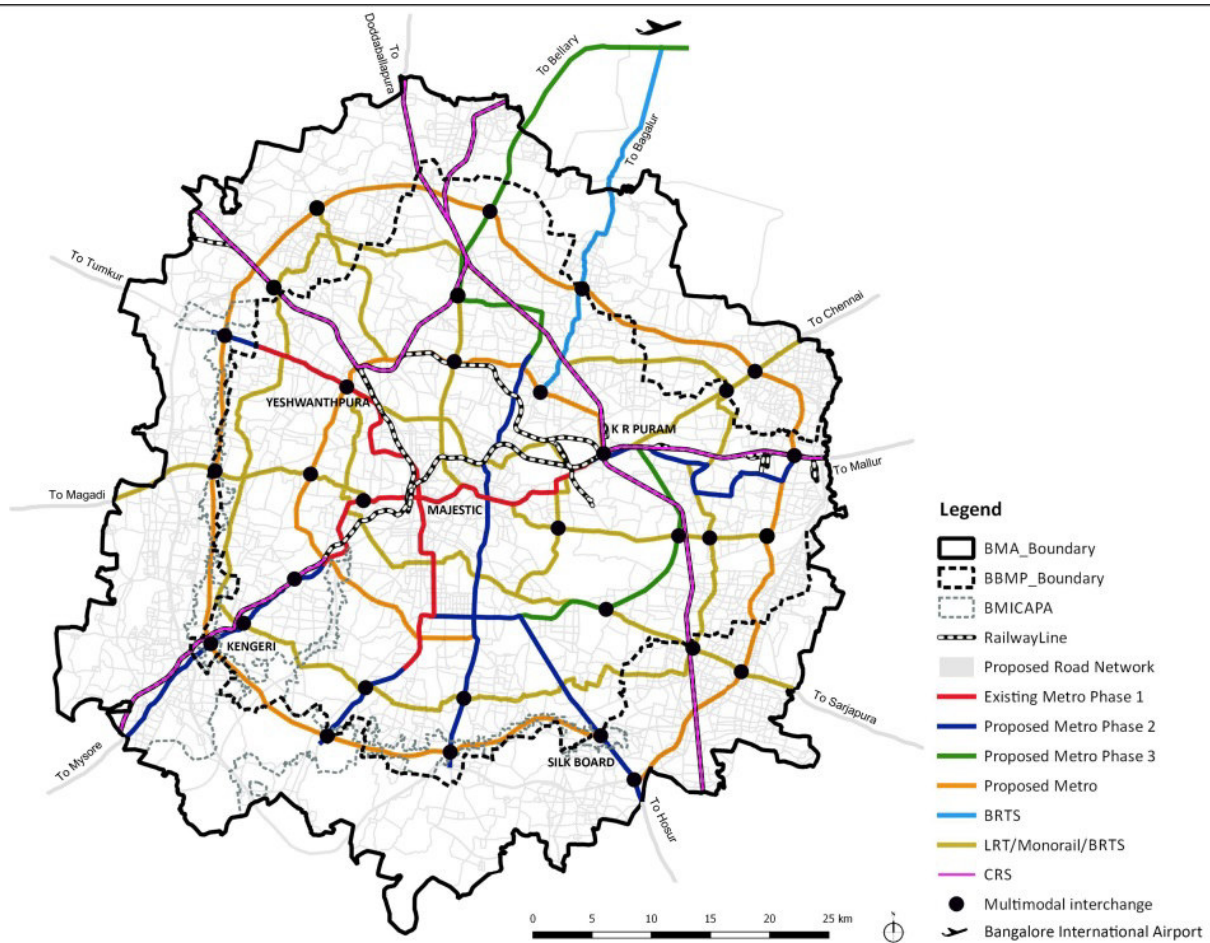 To
Doddaballapura
To Bellary
To Bagalur
To Tumkur
To Chennai
YESHWANTHPURA
K R PURAM
To Mallur
To Magadi
MAJESTIC
KENGERI
To Sarjapura
To Mysore
SILK BOARD
To Hosur
Legend
BMA_Boundary
BBMP_Boundary
BMICAPA
RailwayLine
Proposed Road Network
Existing Metro Phase 1
Proposed Metro Phase 2
Proposed Metro Phase 3
Proposed Metro
BRTS
LRT/Monorail/BRTS
CRS
Multimodal interchange
Bangalore International Airport
0 5 10 15 20 25 km